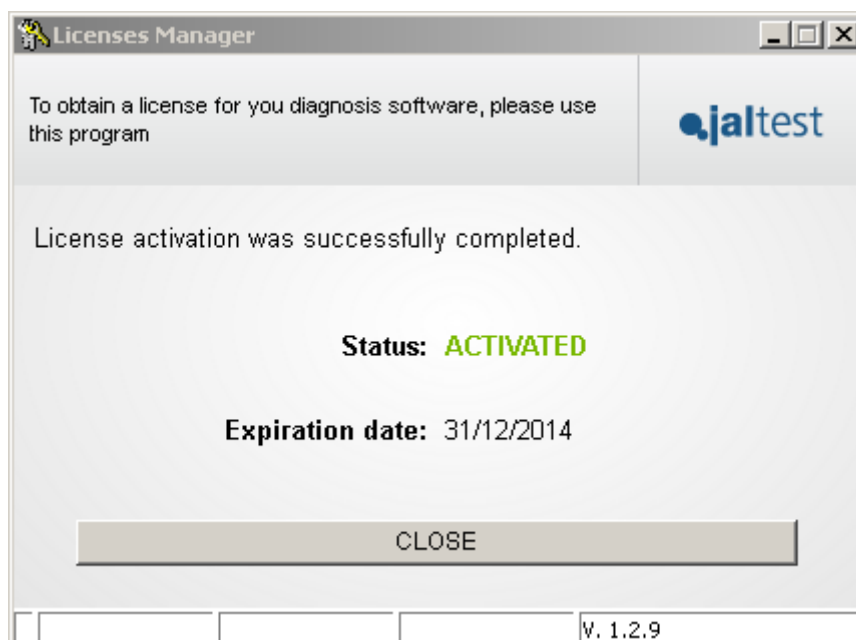 Licenses Manager
To obtain a license for you diagnosis software, please use
this program
jaltest
License activation was successfully completed.
Status: ACTIVATED
Expiration date: 31/12/2014
CLOSE
V. 1.2.9